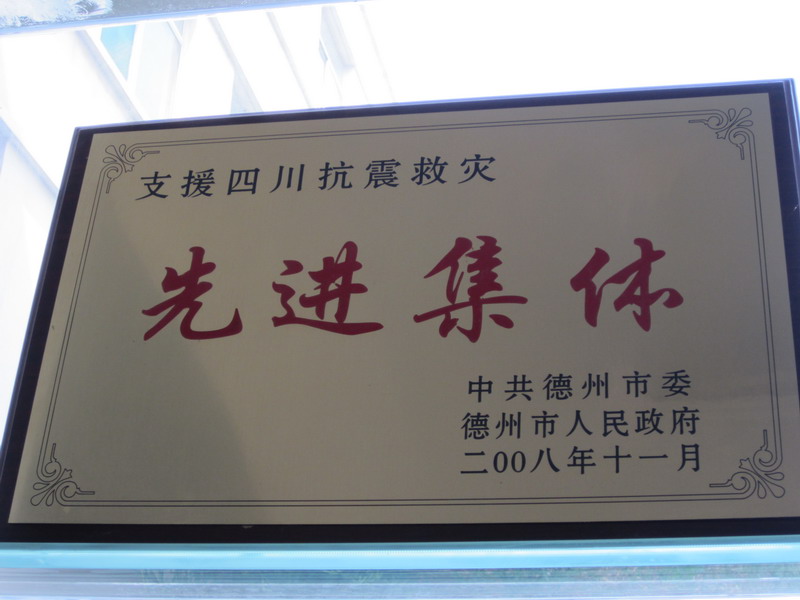 支援四川抗震救灾
先进集体
中共德州市委
德州市人民政府
二00八年十一月